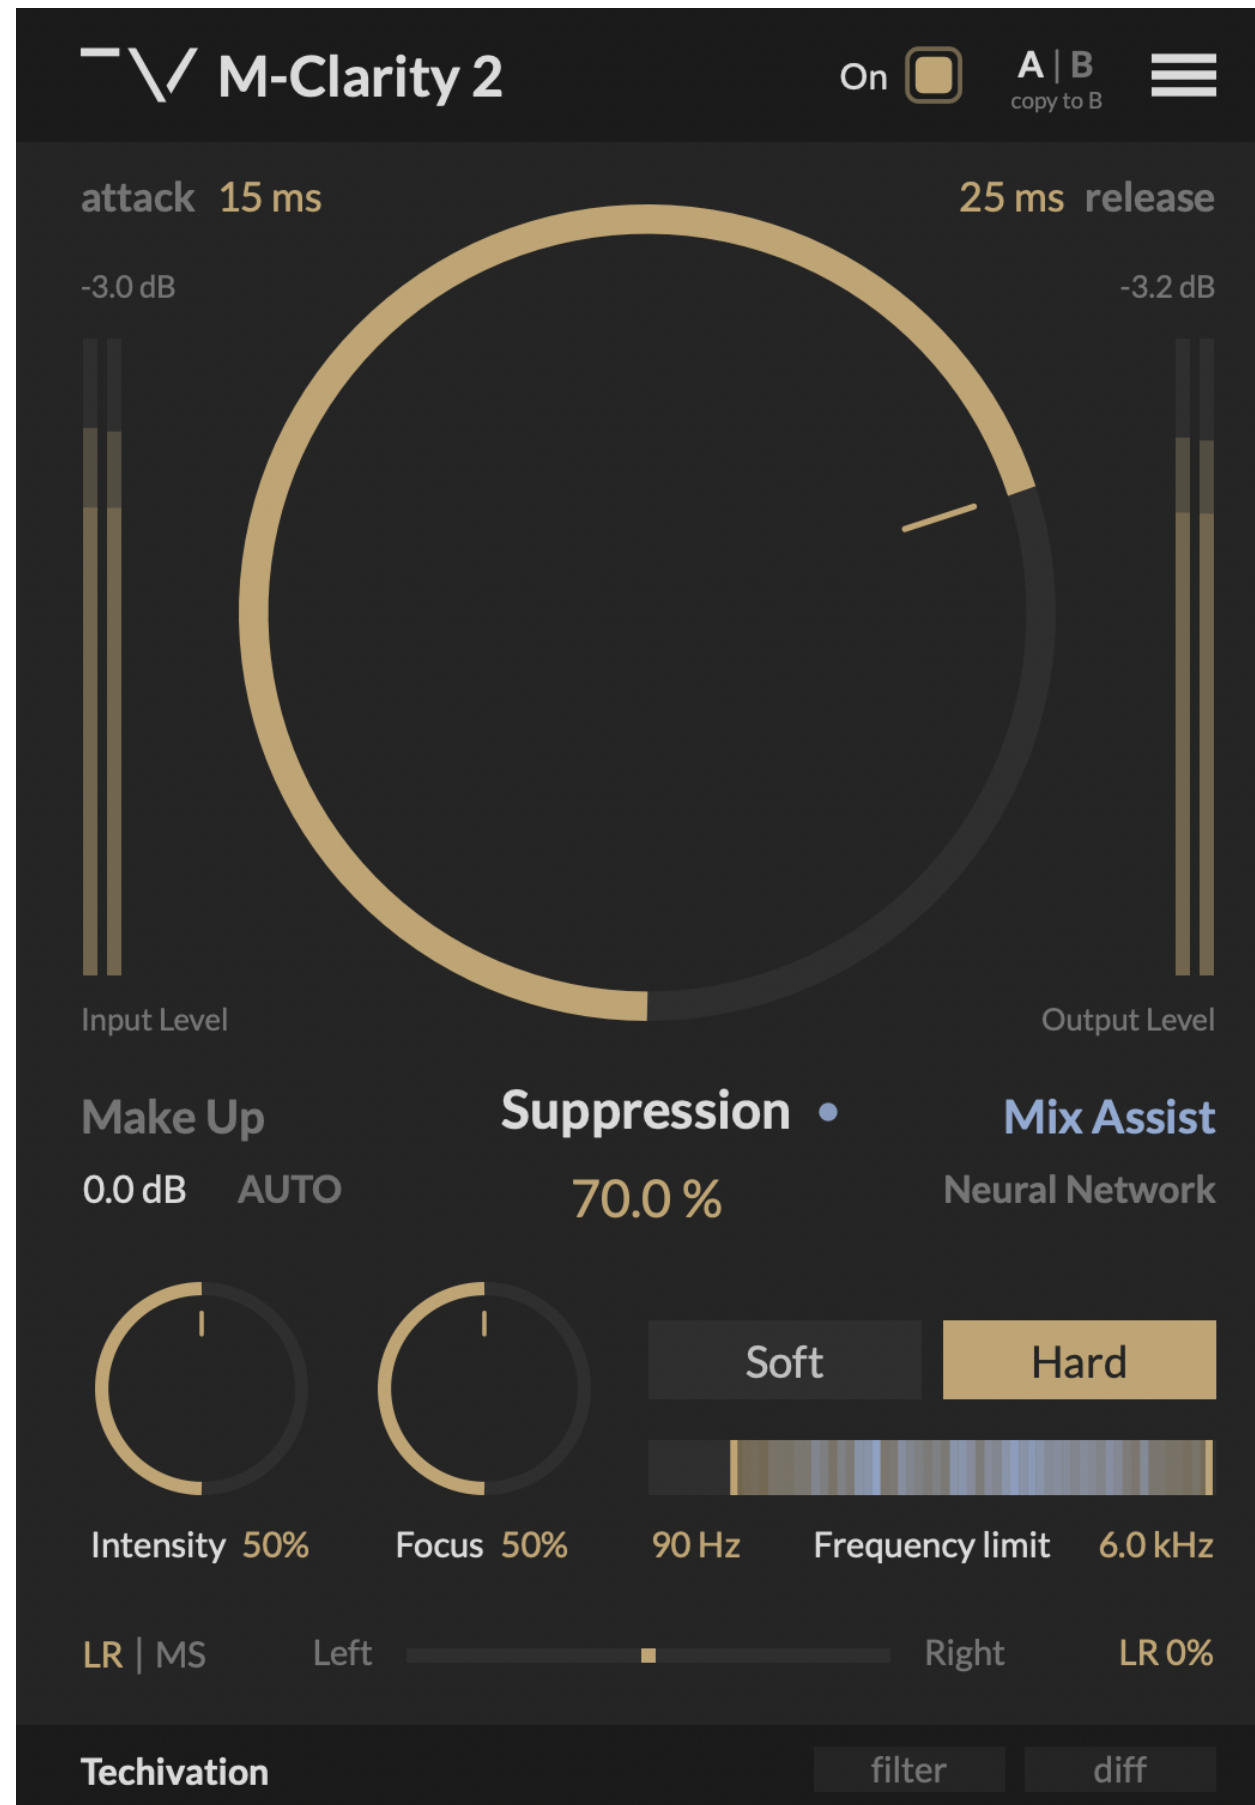 M-Clarity 2 On A | B
copy to B
attack 15 ms 25 ms release
-3.0 dB -3.2 dB
Input Level Output Level
Make Up Suppression Mix Assist
0.0 dB AUTO 70.0 % Neural Network
Soft Hard
Intensity 50% Focus 50% 90 Hz Frequency limit 6.0 kHz
LR | MS Left Right LR 0%
Techivation filter diff